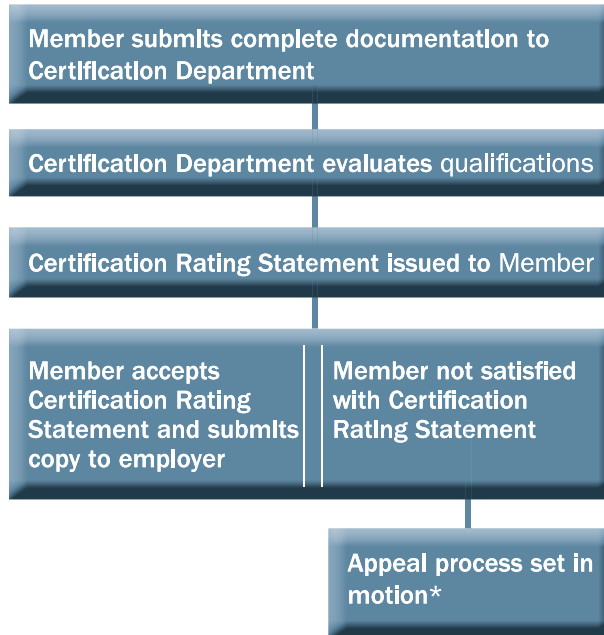 Member submits complete documentation to
Certification Department
Certification Department evaluates qualifications
Certification Rating Statement issued to Member
Member accepts
Certification Rating
Statement and submits
copy to employer
Member not satisfied
with Certification
Rating Statement
Appeal process set in
motion*